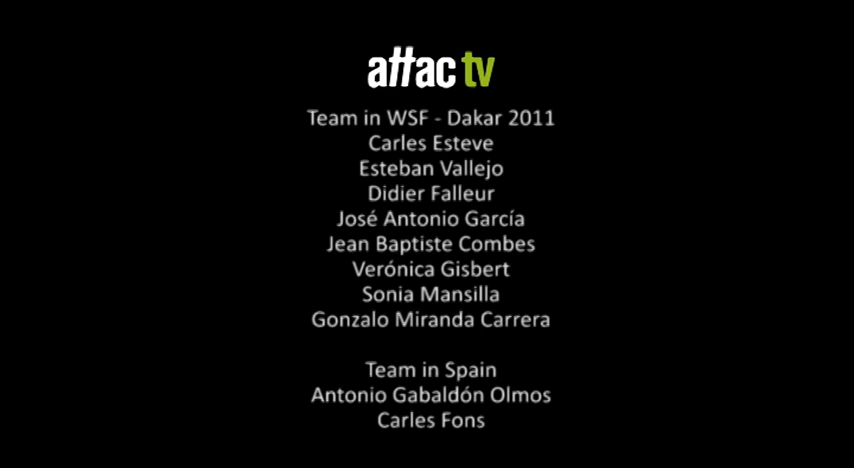 attac tv
Team in WSF - Dakar 2011
Carles Esteve
Esteban Vallejo
Didier Falleur
José Antonio García
Jean Baptiste Combes
Verónica Gisbert
Sonia Mansilla
Gonzalo Miranda Carrera
Team in Spain
Antonio Gabaldón Olmos
Carles Fons